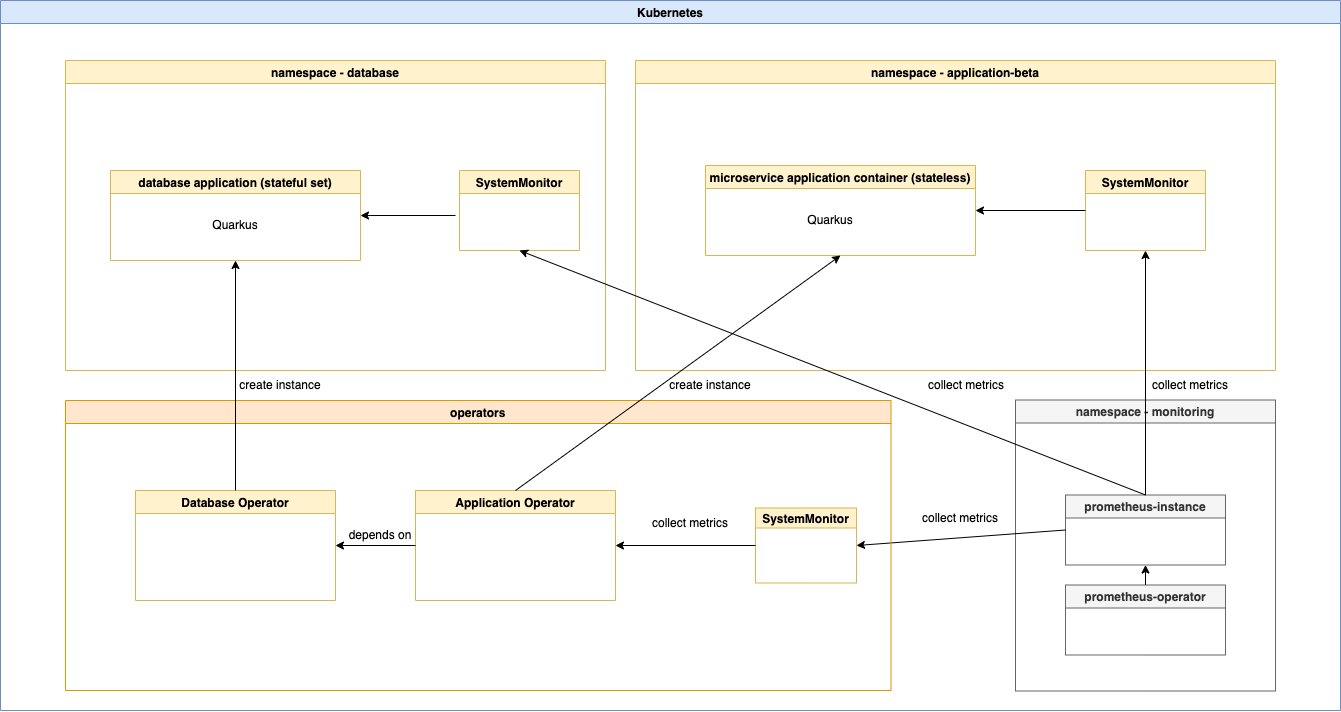 Kubernetes
namespace - database
namespace - application-beta
database application (stateful set)
Quarkus
SystemMonitor
microservice application container (stateless)
Quarkus
SystemMonitor
create instance
create instance
collect metrics
collect metrics
operators
namespace - monitoring
Database Operator
depends on
Application Operator
collect metrics
SystemMonitor
collect metrics
prometheus-instance
prometheus-operator